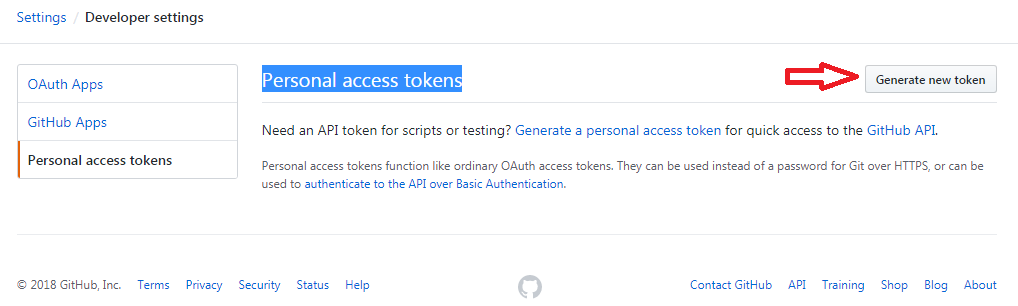 Settings / Developer settings
OAuth Apps
GitHub Apps
Personal access tokens
Personal access tokens
Generate new token
Need an API token for scripts or testing? Generate a personal access token for quick access to the GitHub API.
Personal access tokens function like ordinary OAuth access tokens. They can be used instead of a password for Git over HTTPS, or can be
used to authenticate to the API over Basic Authentication.
© 2018 GitHub, Inc. Terms Privacy Security Status Help Contact GitHub API Training Shop Blog About